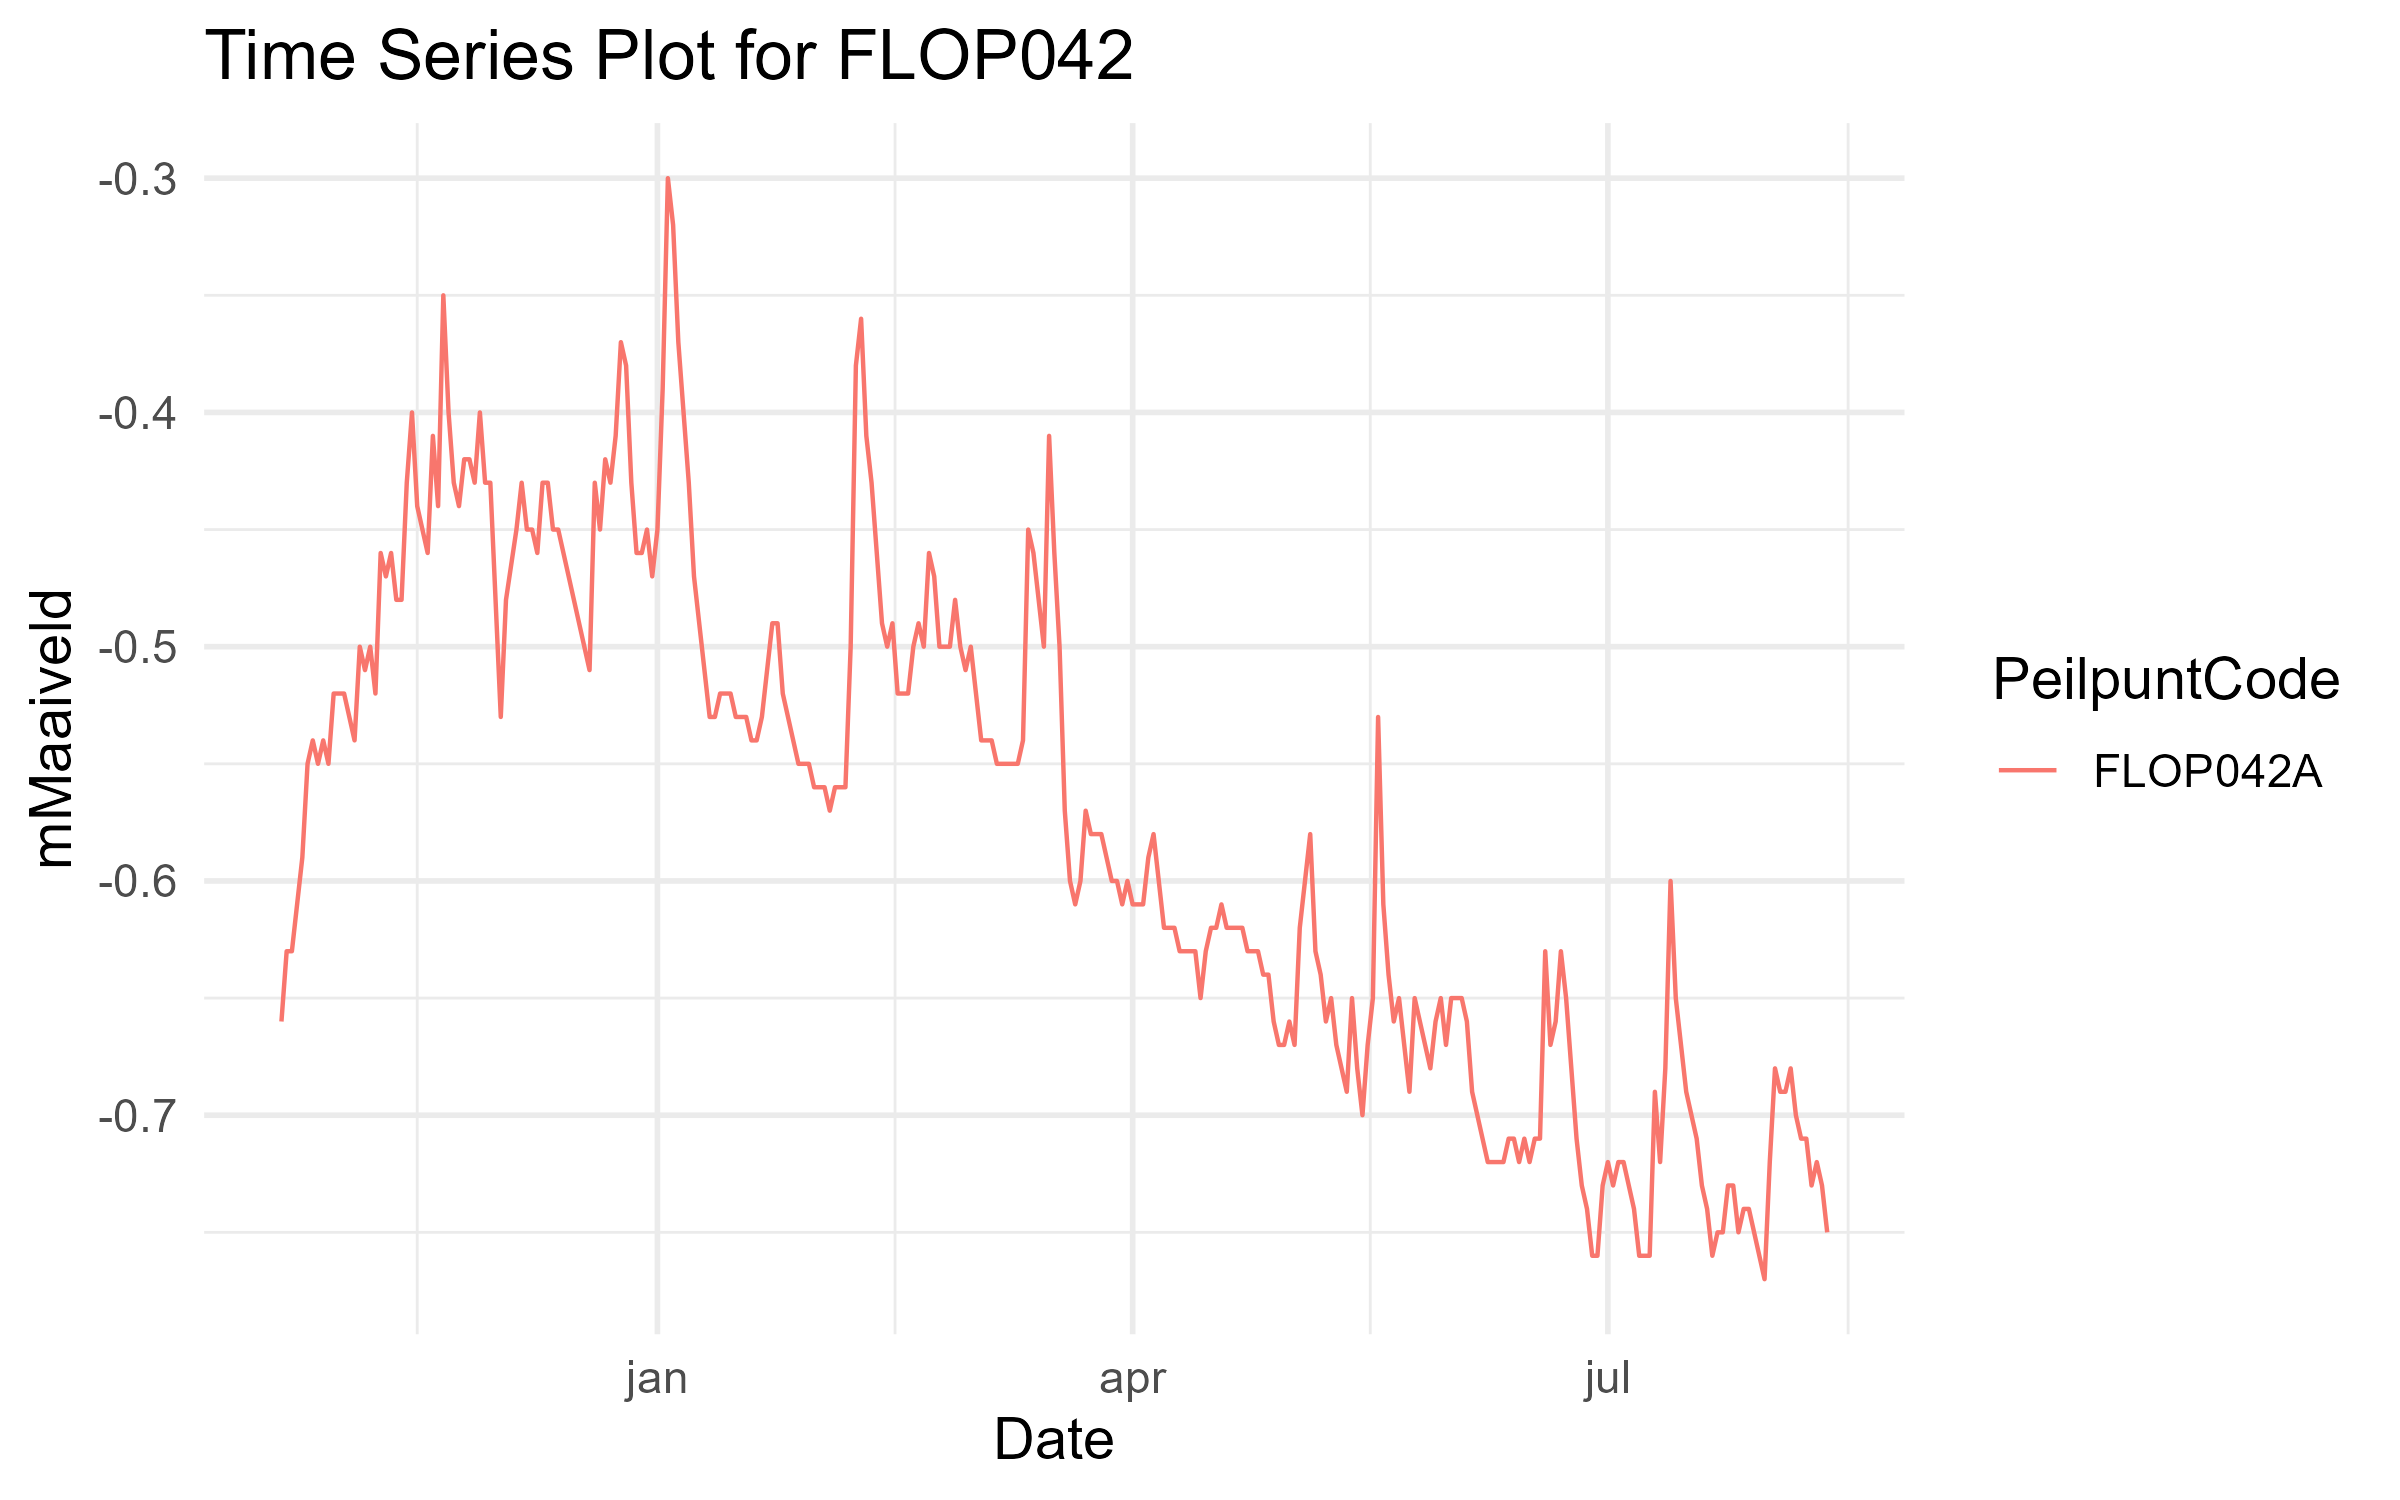 Time Series Plot for FLOP042
-0.3
-0.4
-0.5
-0.6
-0.7
mMaaiveld
jan
apr
jul
Date
PeilpuntCode
FLOP042A